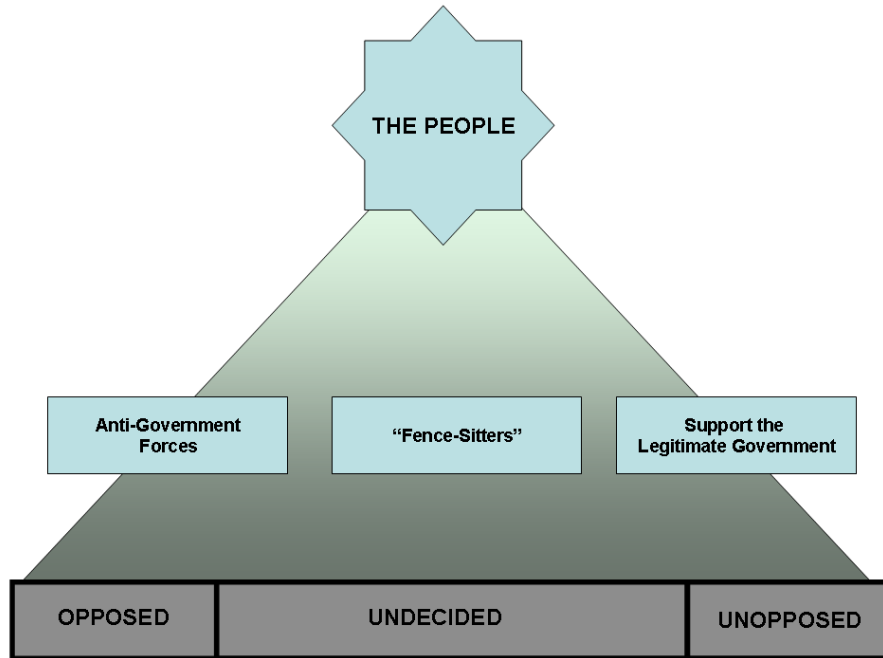 THE PEOPLE
Anti-Government
Forces
“Fence-Sitters”
Support the
Legitimate Government
OPPOSED
UNDECIDED
UNOPPOSED